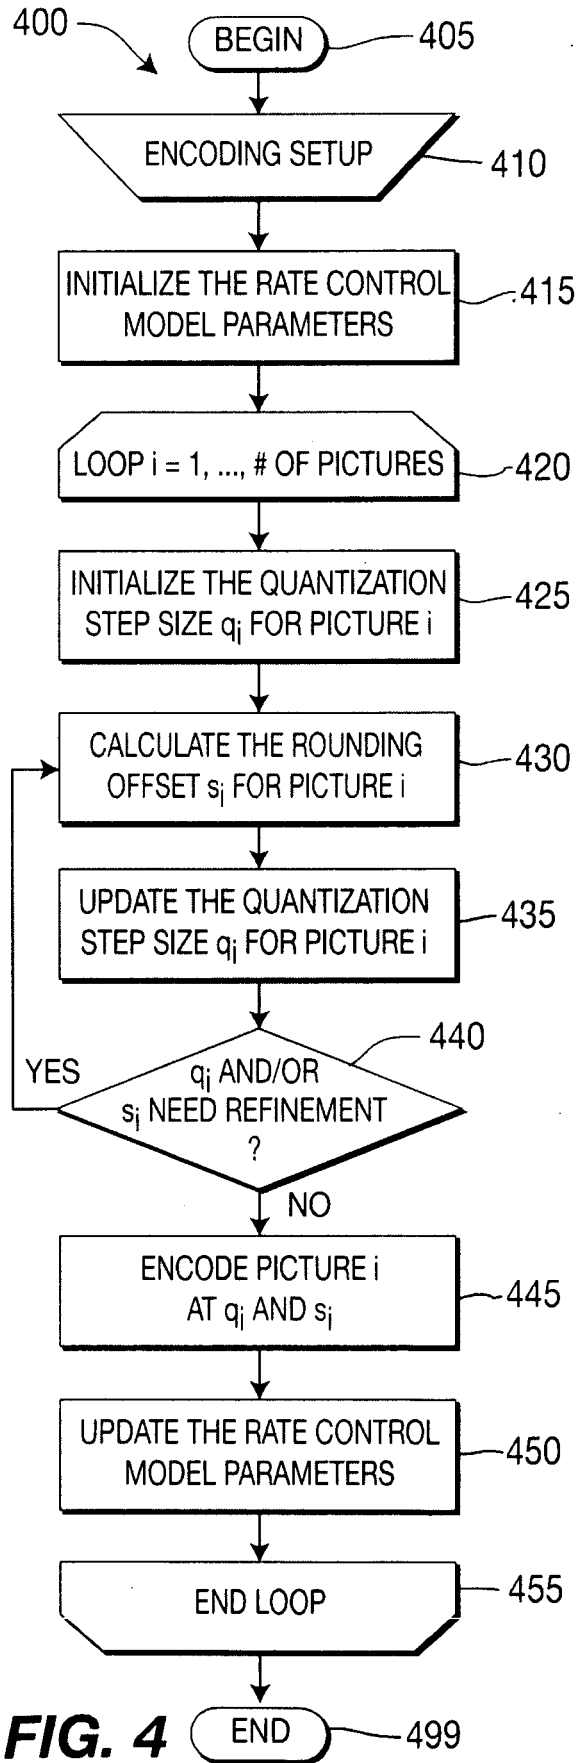 400
BEGIN
405
ENCODING SETUP
410
INITIALIZE THE RATE CONTROL
MODEL PARAMETERS
415
LOOP i = 1, ..., # OF PICTURES
420
INITIALIZE THE QUANTIZATION
STEP SIZE qi FOR PICTURE i
425
CALCULATE THE ROUNDING
OFFSET si FOR PICTURE i
430
UPDATE THE QUANTIZATION
STEP SIZE qi FOR PICTURE i
435
440
YES
qi AND/OR
si NEED REFINEMENT
?
NO
ENCODE PICTURE i
AT qi AND si
445
UPDATE THE RATE CONTROL
MODEL PARAMETERS
450
END LOOP
455
FIG. 4
END
499